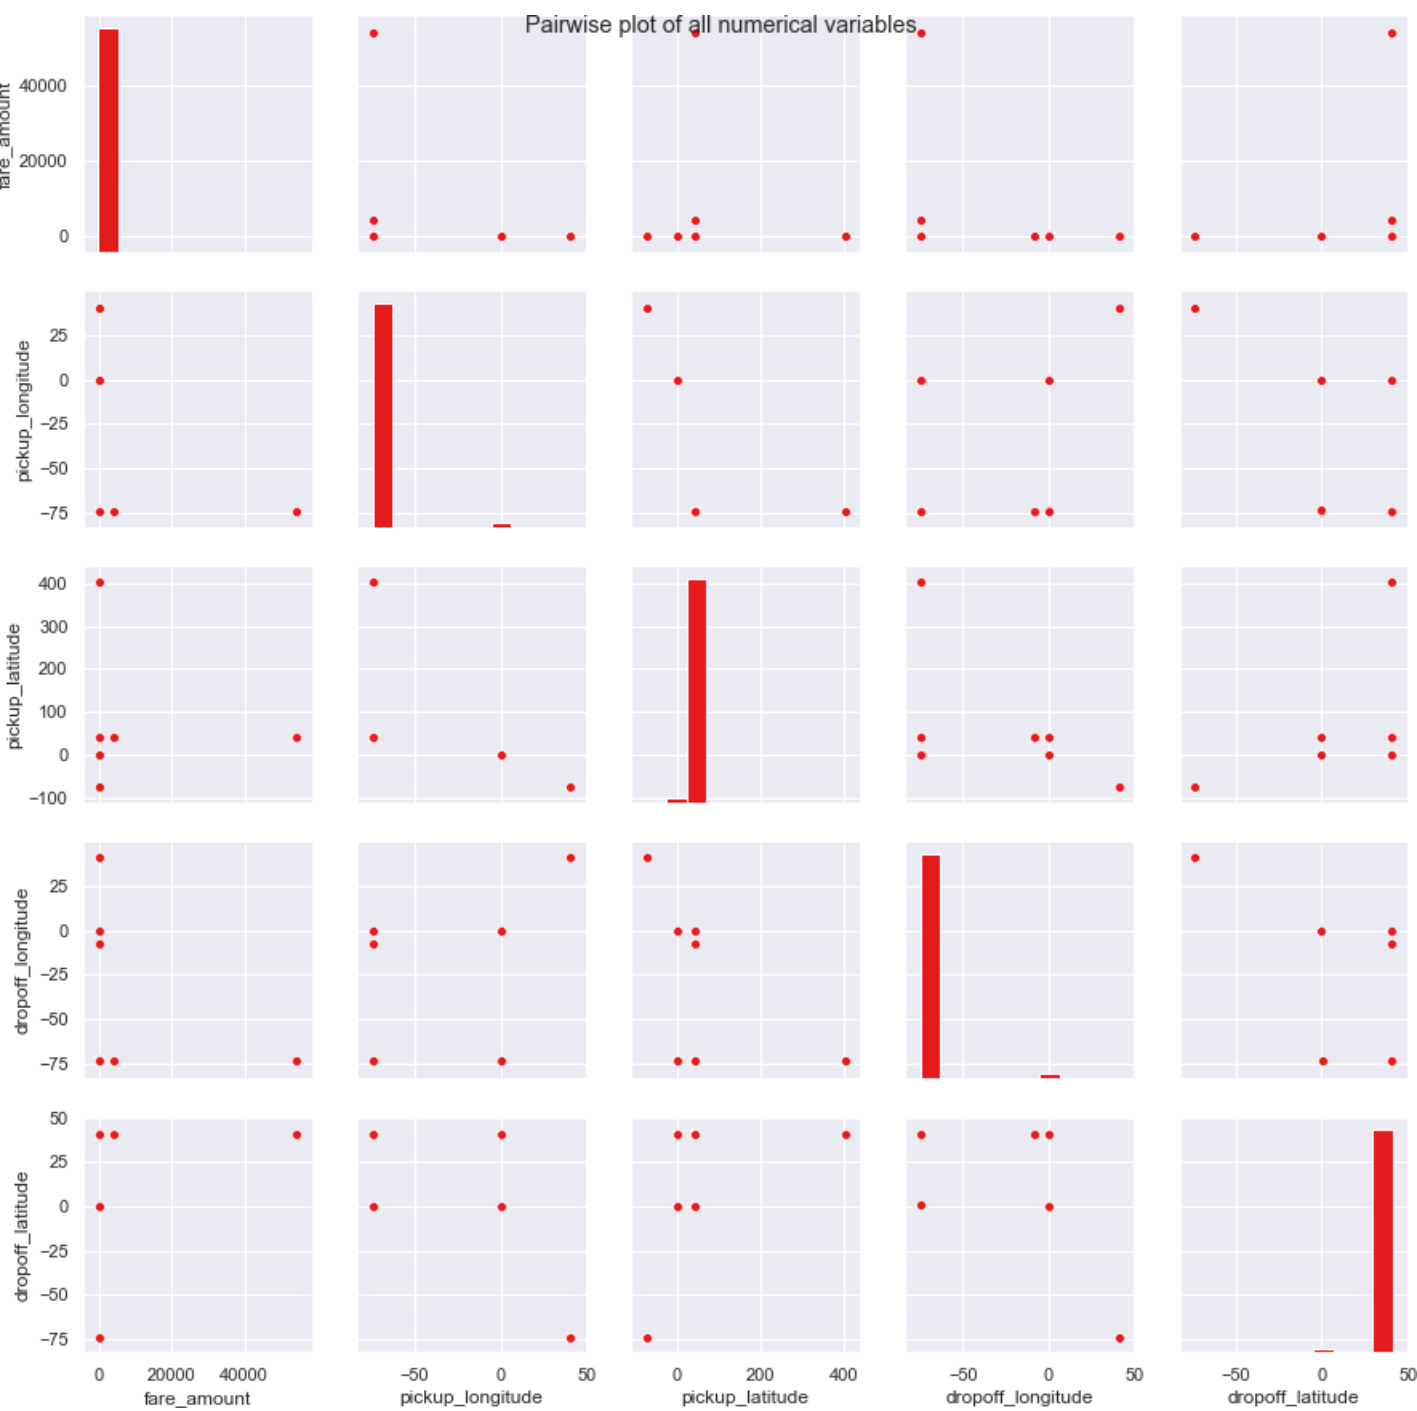 Pairwise plot of all numerical variables
fare_amount
40000
20000
0
pickup_longitude
25
0
−25
−50
−75
pickup_latitude
400
300
200
100
0
−100
dropoff_longitude
25
0
−25
−50
−75
dropoff_latitude
50
25
0
−25
−50
−75
0 20000 40000
−50 0 50
0 200 400
−50 0 50
−50 0 50
fare_amount
pickup_longitude
pickup_latitude
dropoff_longitude
dropoff_latitude